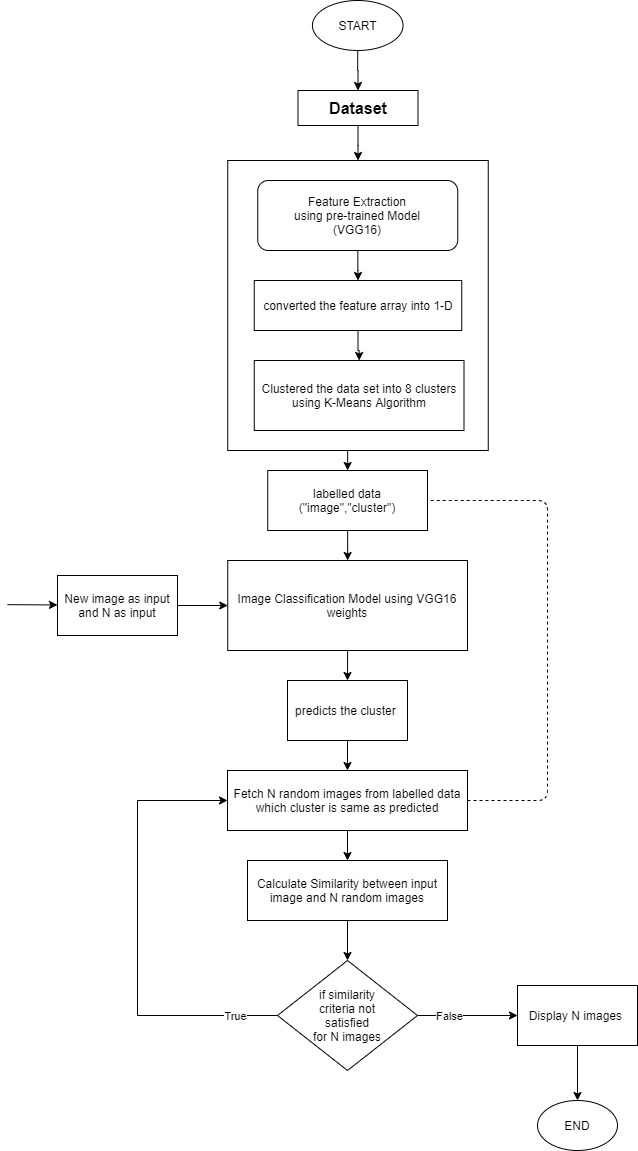 START
Dataset
Feature Extraction
using pre-trained Model
(VGG16)
converted the feature array into 1-D
Clustered the data set into 8 clusters
using K-Means Algorithm
labelled data
("image","cluster")
New image as input
and N as input
Image Classification Model using VGG16
weights
predicts the cluster
Fetch N random images from labelled data
which cluster is same as predicted
Calculate Similarity between input
image and N random images
if similarity
criteria not
satisfied
for N images
True
False
Display N images
END